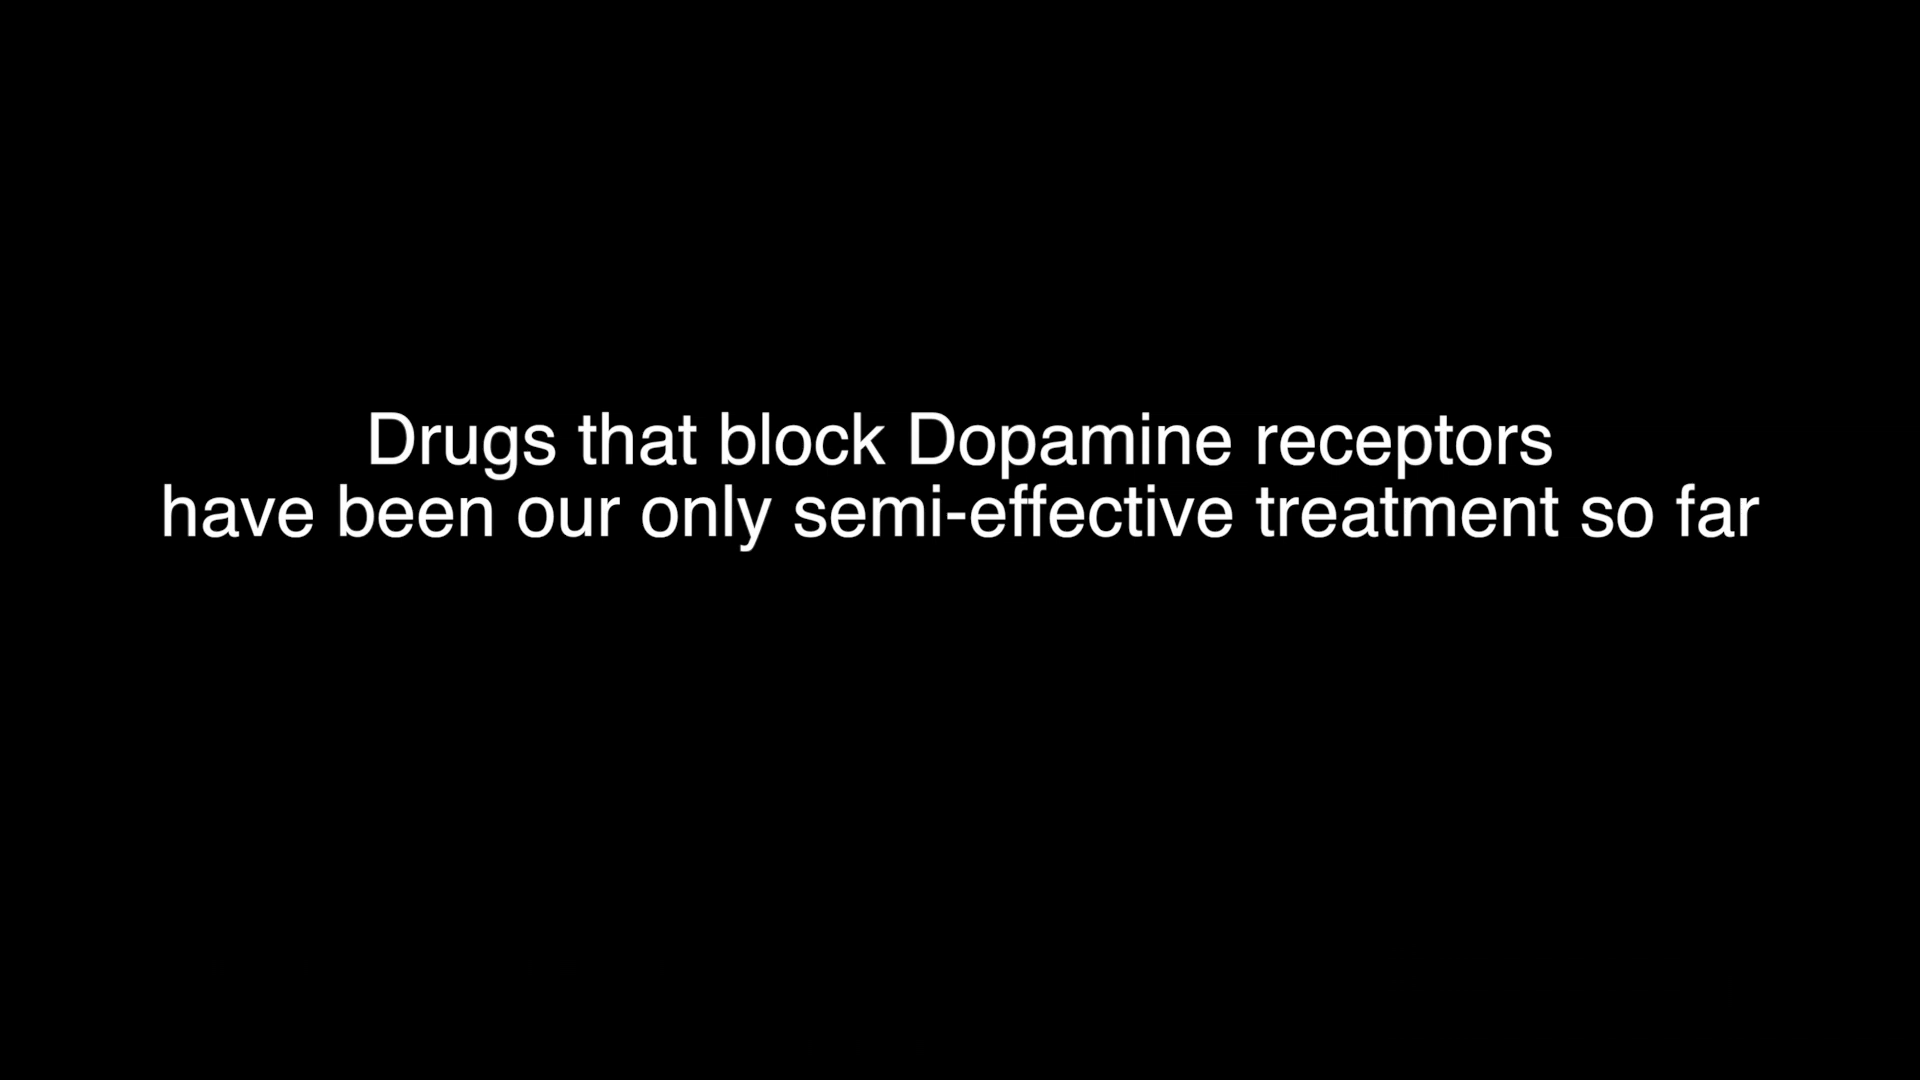 Drugs that block Dopamine receptors
have been our only semi-effective treatment so far